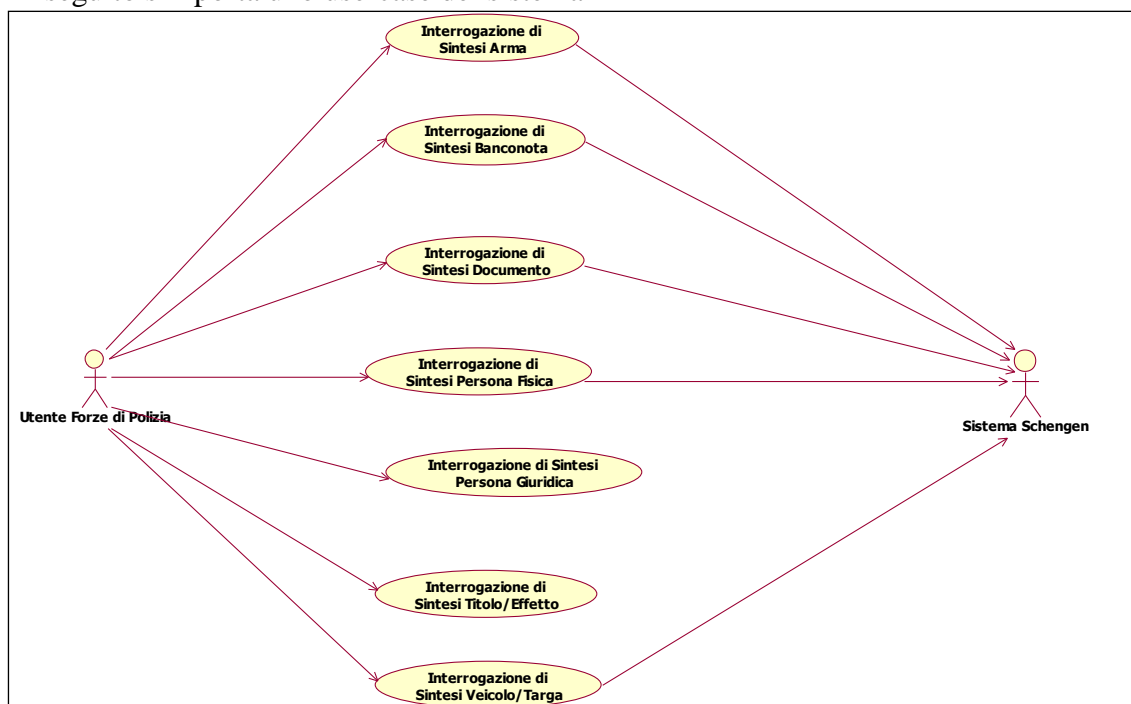 Interrogazione di
Sintesi Arma
Interrogazione di
Sintesi Banconota
Interrogazione di
Sintesi Documento
Interrogazione di
Sintesi Persona Fisica
Utente Forze di Polizia
Sistema Schengen
Interrogazione di Sintesi
Persona Giuridica
Interrogazione di
Sintesi Titolo/Effetto
Interrogazione di
Sintesi Veicolo/Targa